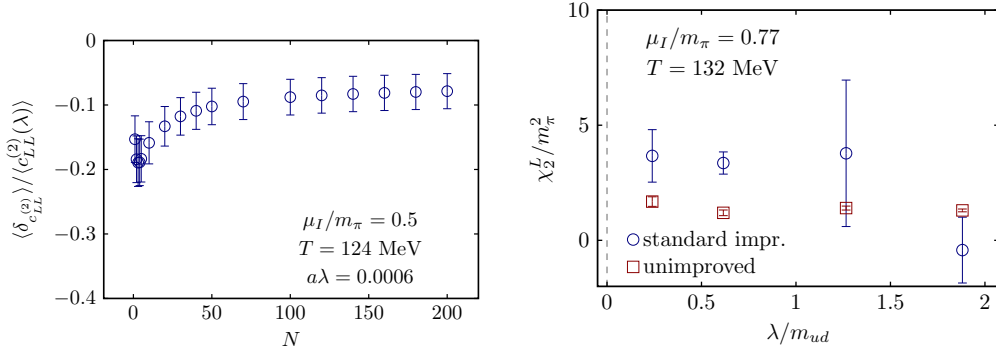 0
−0.1
−0.2
−0.3
−0.4
⟨δ_{c_{LL}^{(2)}}⟩/⟨c_{LL}^{(2)}(λ)⟩
μ_I/m_π = 0.5
T = 124 MeV
aλ = 0.0006
0 50 100 150 200
N
10
5
0
χ_2^L/m_π^2
μ_I/m_π = 0.77
T = 132 MeV
standard impr.
unimproved
0 0.5 1 1.5 2
λ/m_{ud}